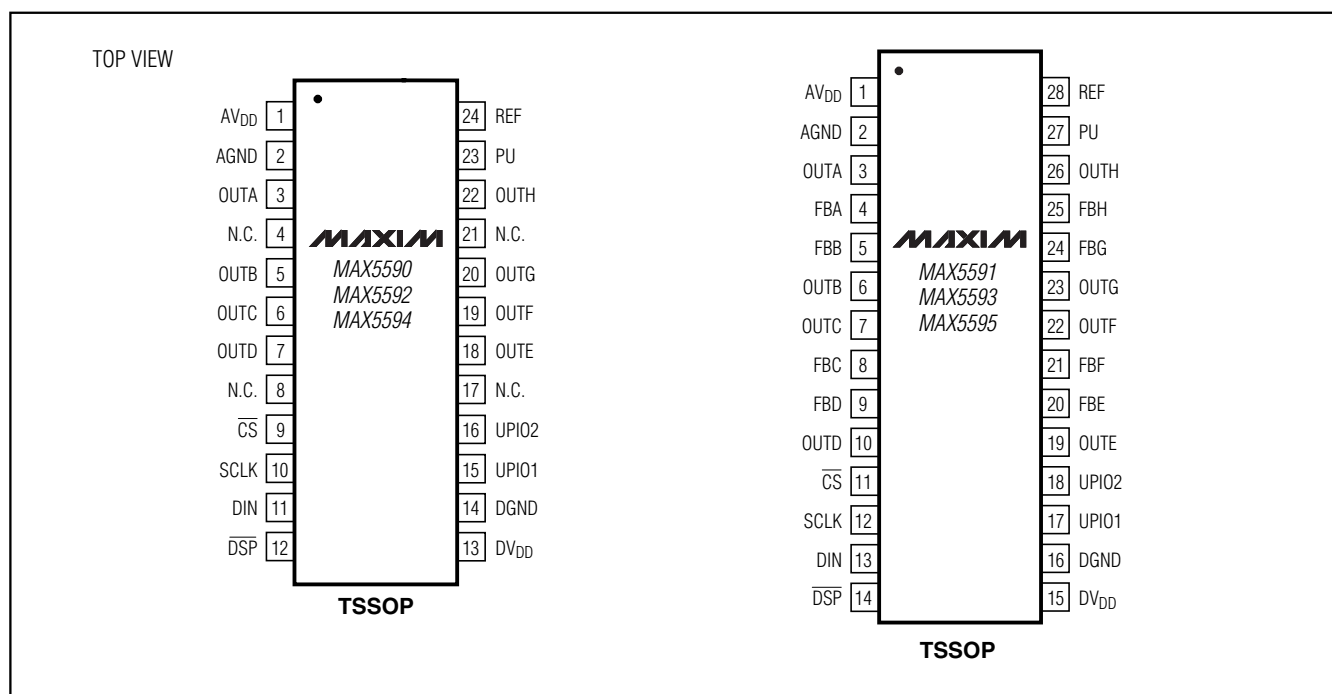 TOP VIEW
AVDD 1
AGND 2
OUTA 3
N.C. 4
OUTB 5
OUTC 6
OUTD 7
N.C. 8
CS 9
SCLK 10
DIN 11
DSP 12
MAXIM
MAX5590
MAX5592
MAX5594
24 REF
23 PU
22 OUTH
21 N.C.
20 OUTG
19 OUTF
18 OUTE
17 N.C.
16 UPIO2
15 UPIO1
14 DGND
13 DVDD
TSSOP
AVDD 1
AGND 2
OUTA 3
FBA 4
FBB 5
OUTB 6
OUTC 7
FBC 8
FBD 9
OUTD 10
CS 11
SCLK 12
DIN 13
DSP 14
MAXIM
MAX5591
MAX5593
MAX5595
28 REF
27 PU
26 OUTH
25 FBH
24 FBG
23 OUTG
22 OUTF
21 FBF
20 FBE
19 OUTE
18 UPIO2
17 UPIO1
16 DGND
15 DVDD
TSSOP